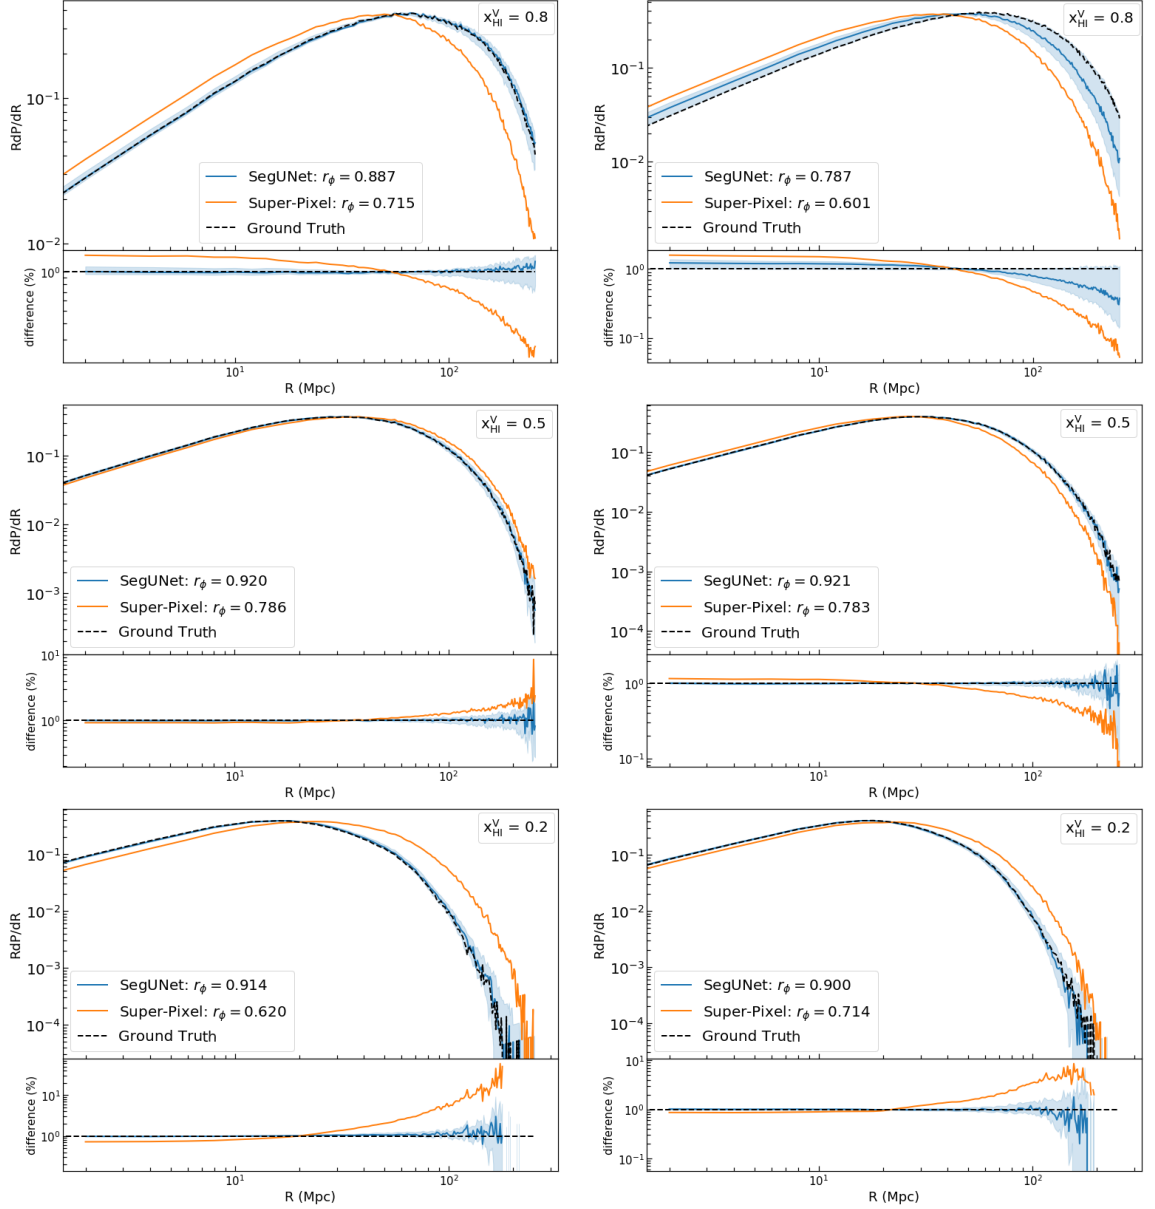 x^V_HI = 0.8
10^-1
10^-2
RdP/dR
SegUNet: r_ϕ = 0.887
Super-Pixel: r_ϕ = 0.715
Ground Truth
10^0
difference (%)
10^1
10^2
R (Mpc)
x^V_HI = 0.8
10^-1
10^-2
RdP/dR
SegUNet: r_ϕ = 0.787
Super-Pixel: r_ϕ = 0.601
Ground Truth
10^0
10^-1
difference (%)
10^1
10^2
R (Mpc)
x^V_HI = 0.5
10^-1
10^-2
10^-3
RdP/dR
SegUNet: r_ϕ = 0.920
Super-Pixel: r_ϕ = 0.786
Ground Truth
10^1
10^0
difference (%)
10^1
10^2
R (Mpc)
x^V_HI = 0.5
10^-1
10^-2
10^-3
10^-4
RdP/dR
SegUNet: r_ϕ = 0.921
Super-Pixel: r_ϕ = 0.783
Ground Truth
10^0
10^-1
difference (%)
10^1
10^2
R (Mpc)
x^V_HI = 0.2
10^-1
10^-2
10^-3
10^-4
RdP/dR
SegUNet: r_ϕ = 0.914
Super-Pixel: r_ϕ = 0.620
Ground Truth
10^1
10^0
difference (%)
10^1
10^2
R (Mpc)
x^V_HI = 0.2
10^-1
10^-2
10^-3
10^-4
RdP/dR
SegUNet: r_ϕ = 0.900
Super-Pixel: r_ϕ = 0.714
Ground Truth
10^1
10^0
10^-1
difference (%)
10^1
10^2
R (Mpc)